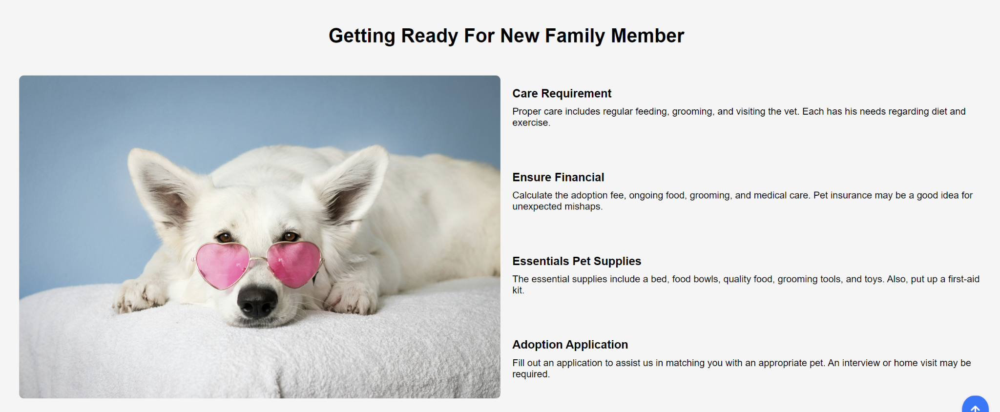 Getting Ready For New Family Member
Care Requirement
Proper care includes regular feeding, grooming, and visiting the vet. Each has his needs regarding diet and
exercise.
Ensure Financial
Calculate the adoption fee, ongoing food, grooming, and medical care. Pet insurance may be a good idea for
unexpected mishaps.
Essentials Pet Supplies
The essential supplies include a bed, food bowls, quality food, grooming tools, and toys. Also, put up a first-aid
kit.
Adoption Application
Fill out an application to assist us in matching you with an appropriate pet. An interview or home visit may be
required.